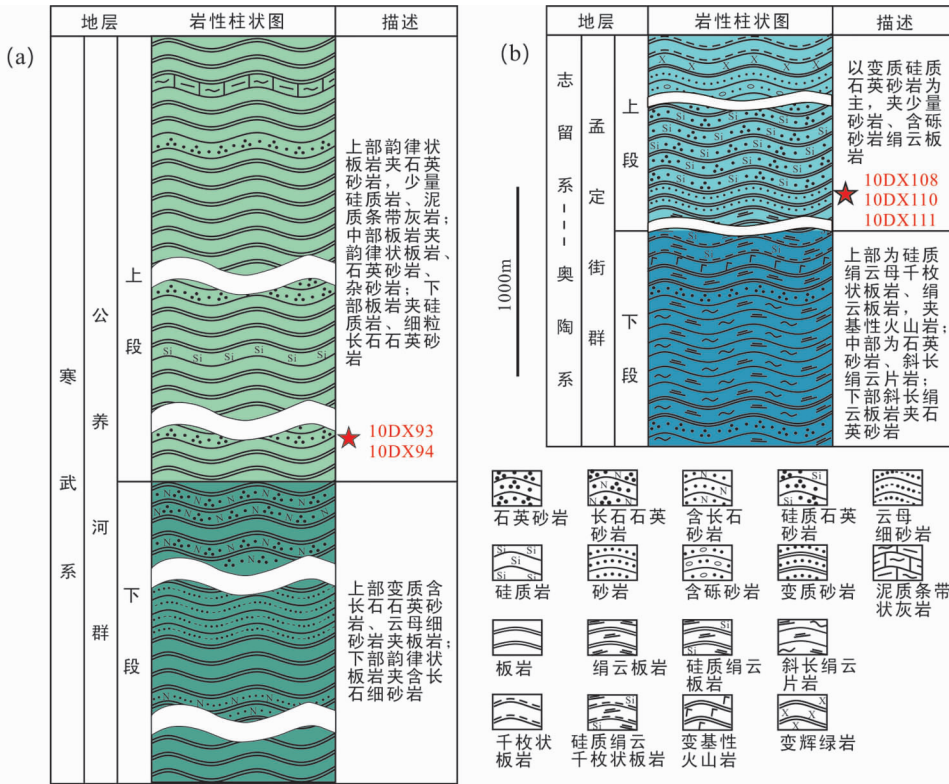 (a)
地层
岩性柱状图
描述
寒武系
公养河群
上段
上部韵律状
板岩夹石英
砂岩，少量
硅质岩、泥
质条带灰岩；
中部板岩夹
韵律状板岩、
石英砂岩、
杂砂岩；下
部板岩夹硅
质岩、细粒
长石石英砂
岩
Si Si Si Si Si
10DX93
10DX94
下段
N N N N
N N N N
N N N
上部变质含
长石石英砂
岩、云母细
砂岩夹板岩；
下部韵律状
板岩夹含长
石细砂岩
N N N
(b)
地层
岩性柱状图
描述
志留系--奥陶系
孟定街群
上段
X X X X
以变质硅质
石英砂岩为
主，夹少量
砂岩、含砾
砂岩绢云板
岩
Si Si Si Si
Si Si Si
10DX108
10DX110
10DX111
1000m
下段
上部为硅质
绢云母千枚
状板岩、绢
云板岩，夹
基性火山岩；
中部为石英
砂岩、斜长
绢云片岩；
下部斜长绢
云板岩夹石
英砂岩
石英砂岩
长石石英
砂岩
含长石
砂岩
硅质石英
砂岩
云母
细砂岩
硅质岩
砂岩
含砾砂岩
变质砂岩
泥质条带
状灰岩
板岩
绢云板岩
硅质绢云
板岩
斜长绢云
片岩
千枚状
板岩
硅质绢云
千枚状板岩
变基性
火山岩
变辉绿岩